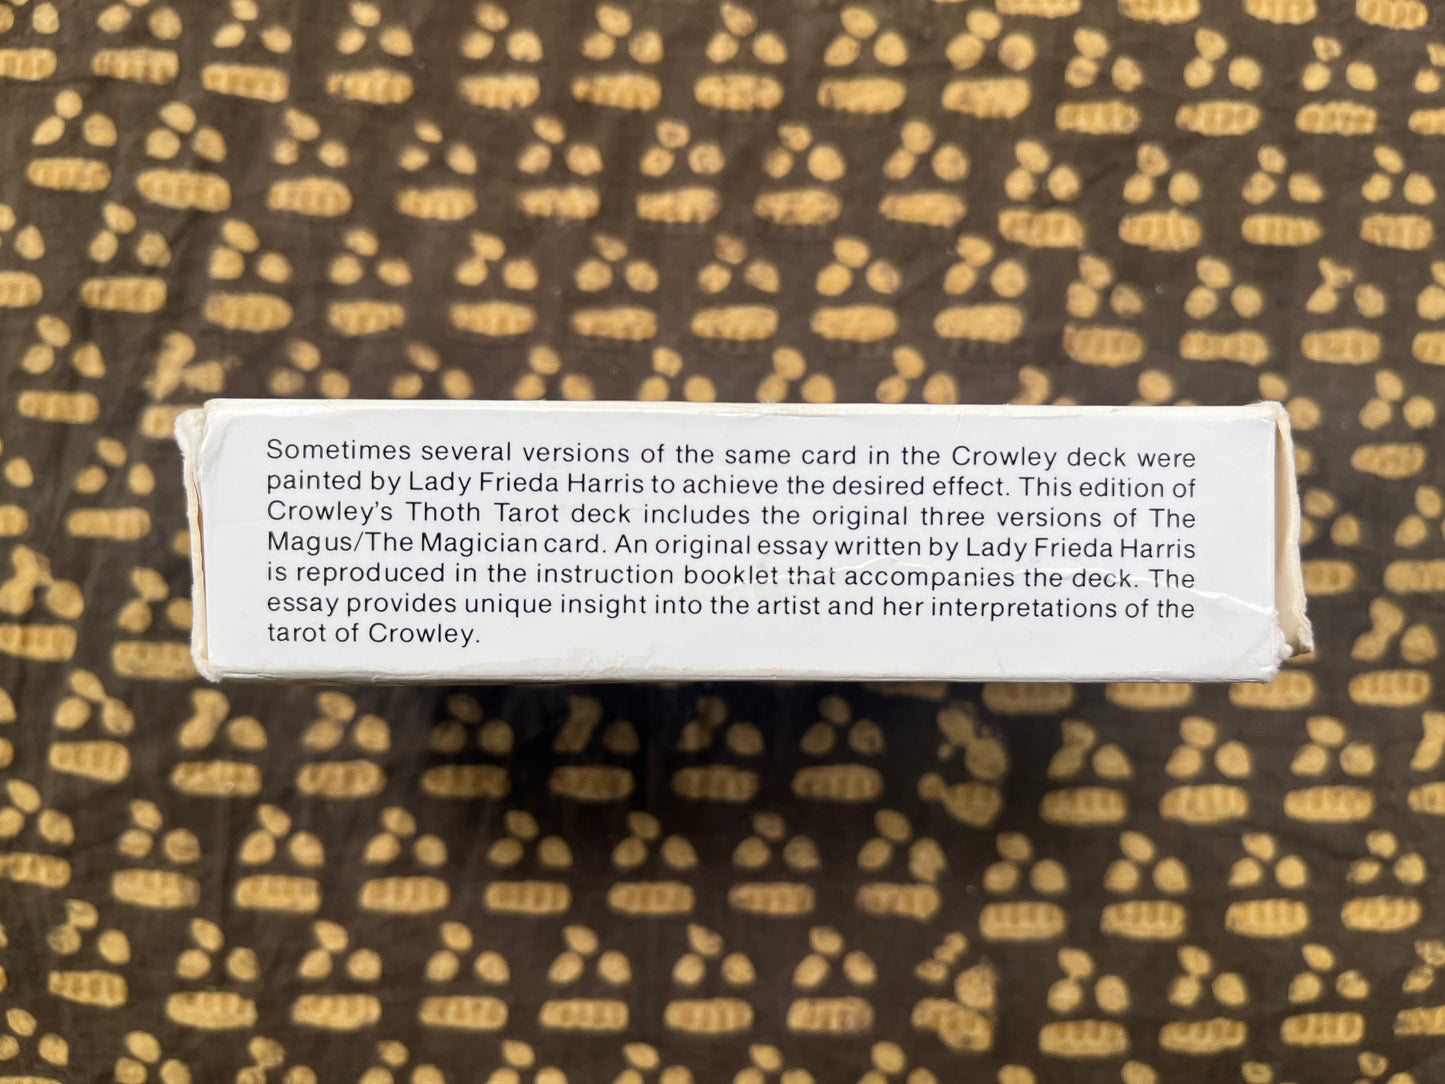 Sometimes several versions of the same card in the Crowley deck were
painted by Lady Frieda Harris to achieve the desired effect. This edition of
Crowley's Thoth Tarot deck includes the original three versions of The
Magus/The Magician card. An original essay written by Lady Frieda Harris
is reproduced in the instruction booklet that accompanies the deck. The
essay provides unique insight into the artist and her interpretations of the
tarot of Crowley.